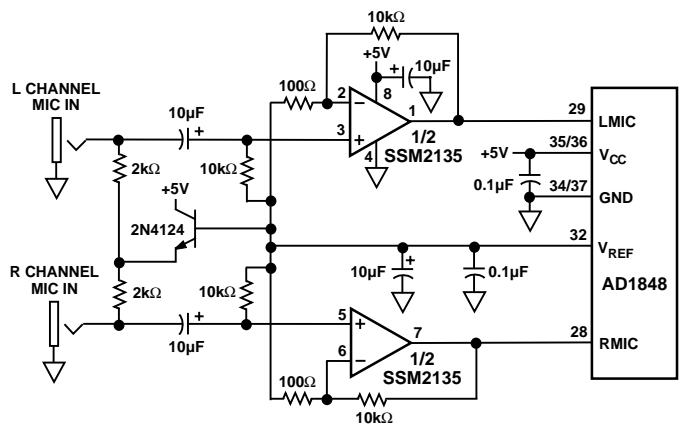 10kΩ
+5V
10µF
+
L CHANNEL
MIC IN
100Ω
2
−
8
1
10µF
+
3
+
4
1/2
SSM2135
29
LMIC
2kΩ
10kΩ
+5V
35/36
VCC
0.1µF
34/37
GND
+5V
2N4124
32
VREF
R CHANNEL
MIC IN
2kΩ
10kΩ
10µF
+
0.1µF
AD1848
+
10µF
5
+
6
−
7
1/2
SSM2135
28
RMIC
100Ω
10kΩ